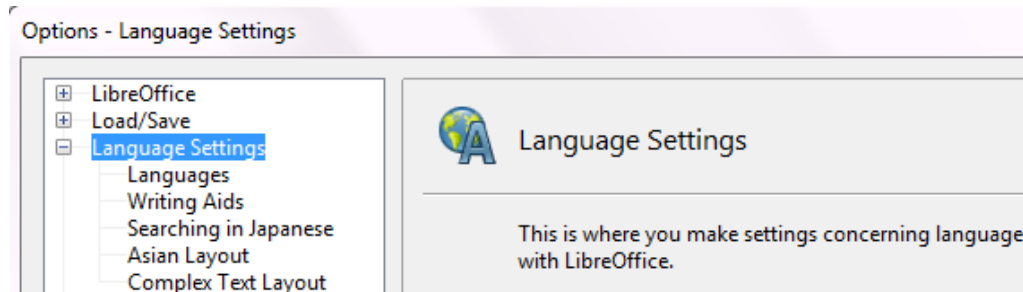 Options - Language Settings
LibreOffice
Load/Save
Language Settings
Languages
Writing Aids
Searching in Japanese
Asian Layout
Complex Text Layout
Language Settings
This is where you make settings concerning language
with LibreOffice.